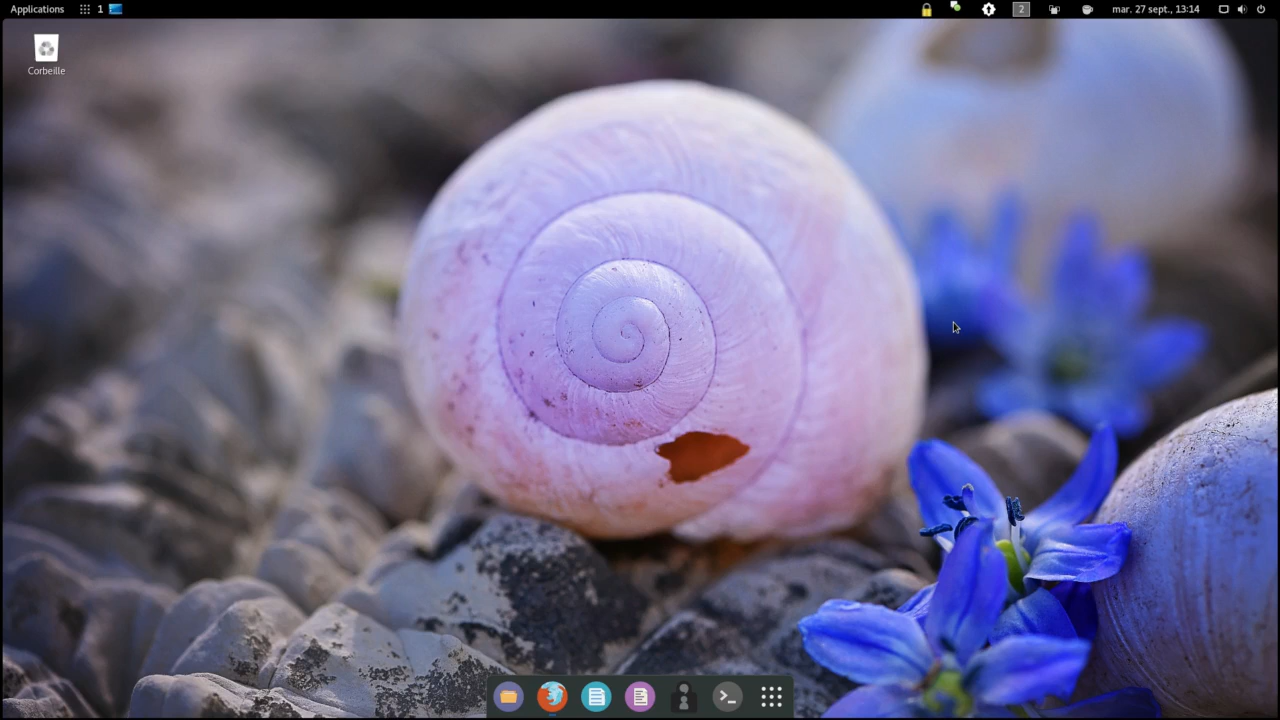 Applications
1
2
mar. 27 sept., 13:14
Corbeille